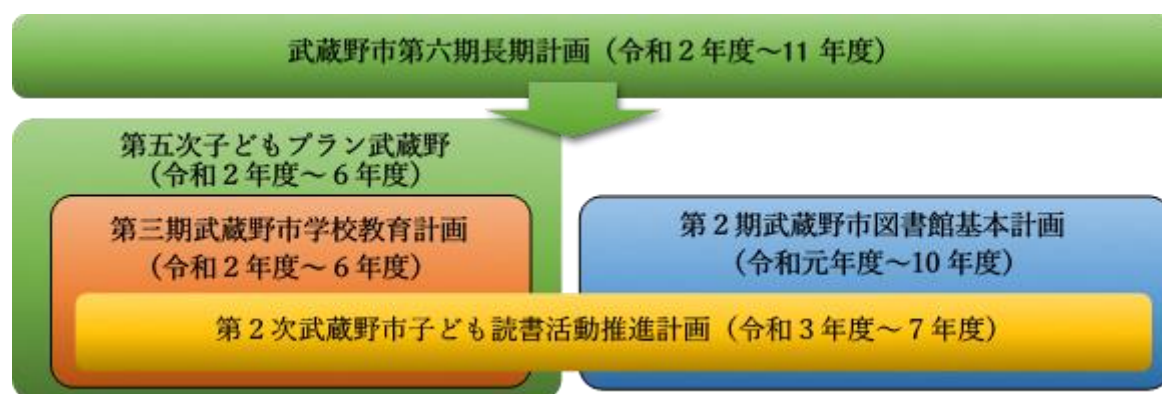 武蔵野市第六期長期計画（令和２年度～11 年度）
第五次子どもプラン武蔵野
（令和２年度～６年度）
第三期武蔵野市学校教育計画
（令和２年度～６年度）
第２期武蔵野市図書館基本計画
（令和元年度～10 年度）
第２次武蔵野市子ども読書活動推進計画（令和３年度～７年度）